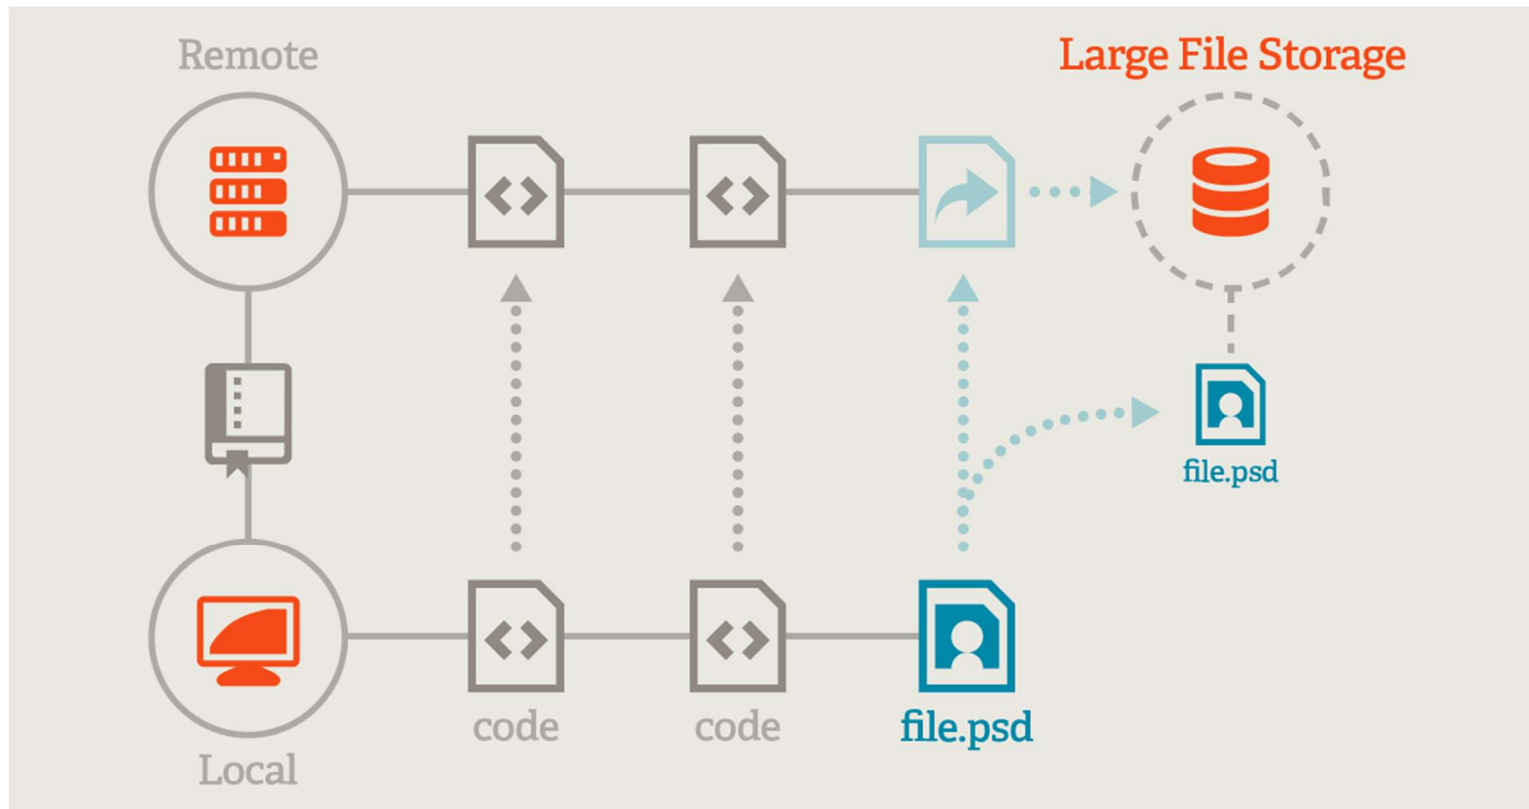 Remote
Large File Storage
file.psd
code
code
file.psd
Local